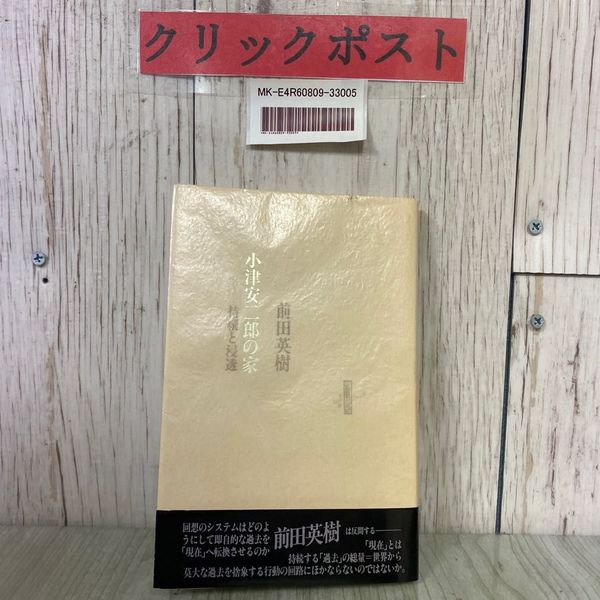 クリックポスト
MK-E4R60809-33005
小津安二郎の家
持続と浸透
前田英樹
回想のシステムはどのよ
うにして即自的な過去を
「現在」へ転換させるのか
前田英樹は反問する――
「現在」とは
持続する「過去」の総量=世界から
莫大な過去を捨象する行動の回路にほかならないのではないか。